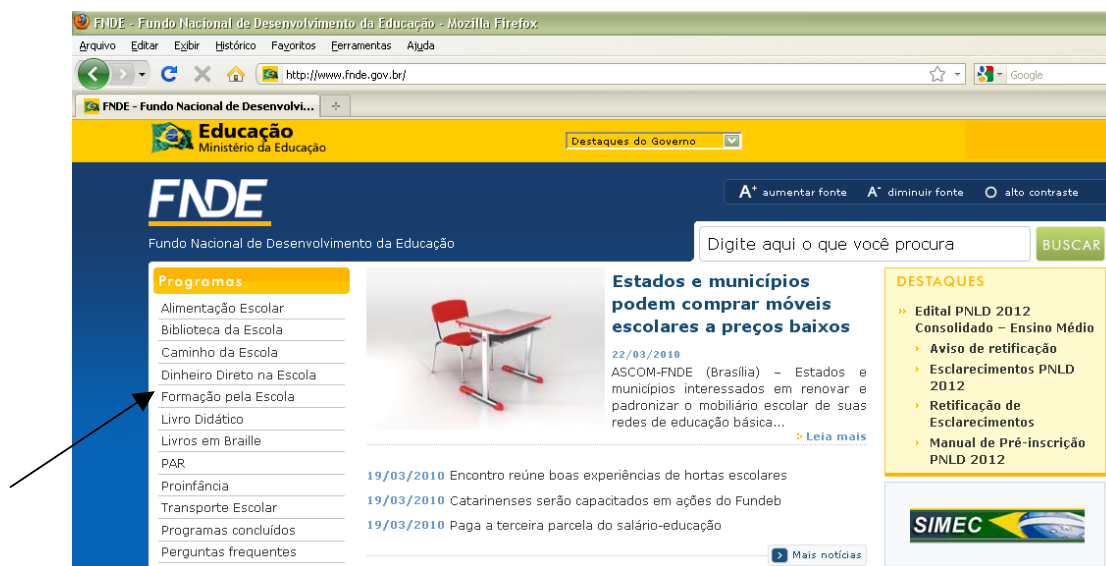 FNDE - Fundo Nacional de Desenvolvimento da Educação - Mozilla Firefox
Arquivo Editar Exibir Histórico Favoritos Ferramentas Ajuda
http://www.fnde.gov.br/
Google
FNDE - Fundo Nacional de Desenvolvi...
Educação
Ministério da Educação
Destaques do Governo
FNDE
A+ aumentar fonte A- diminuir fonte alto contraste
Fundo Nacional de Desenvolvimento da Educação
Digite aqui o que você procura
BUSCAR
Programas
Alimentação Escolar
Biblioteca da Escola
Caminho da Escola
Dinheiro Direto na Escola
Formação pela Escola
Livro Didático
Livros em Braille
PAR
Proinfância
Transporte Escolar
Programas concluídos
Perguntas frequentes
Estados e municípios
podem comprar móveis
escolares a preços baixos
22/03/2010
ASCOM-FNDE (Brasília) – Estados e
municípios interessados em renovar e
padronizar o mobiliário escolar de suas
redes de educação básica...
Leia mais
19/03/2010 Encontro reúne boas experiências de hortas escolares
19/03/2010 Catarinenses serão capacitados em ações do Fundeb
19/03/2010 Paga a terceira parcela do salário-educação
Mais notícias
DESTAQUES
Edital PNLD 2012
Consolidado – Ensino Médio
Aviso de retificação
Esclarecimentos PNLD
2012
Retificação de
Esclarecimentos
Manual de Pré-inscrição
PNLD 2012
SIMEC